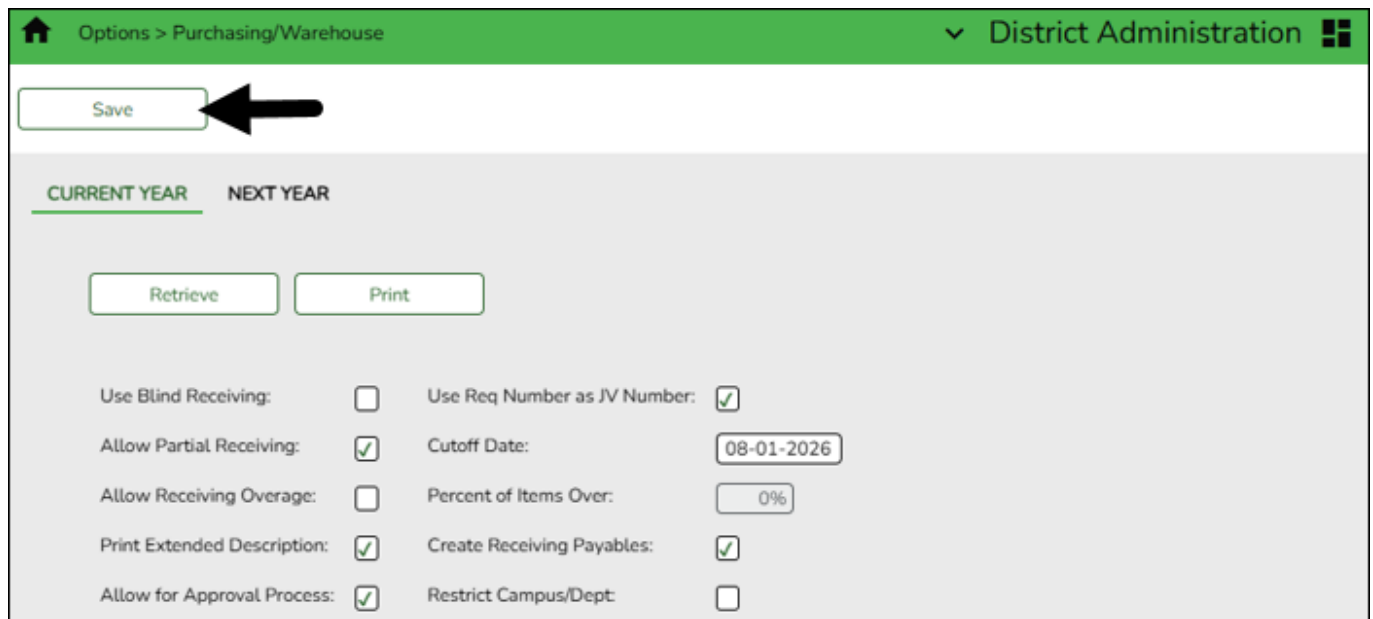 Options > Purchasing/Warehouse
District Administration
Save
CURRENT YEAR NEXT YEAR
Retrieve Print
Use Blind Receiving: Use Req Number as JV Number:
Allow Partial Receiving: Cutoff Date: 08-01-2026
Allow Receiving Overage: Percent of Items Over: 0%
Print Extended Description: Create Receiving Payables:
Allow for Approval Process: Restrict Campus/Dept: